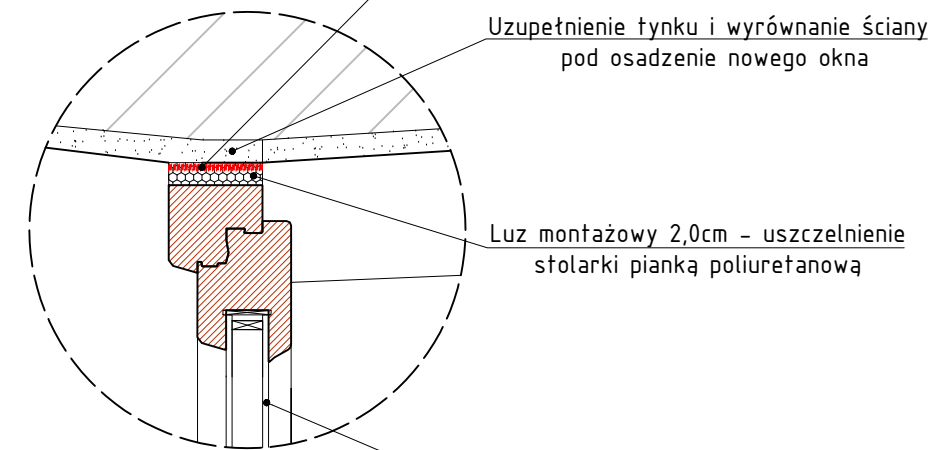 Uzupełnienie tynku i wyrównanie ściany
pod osadzenie nowego okna
Luz montażowy 2,0cm – uszczelnienie
stolarki pianką poliuretanową